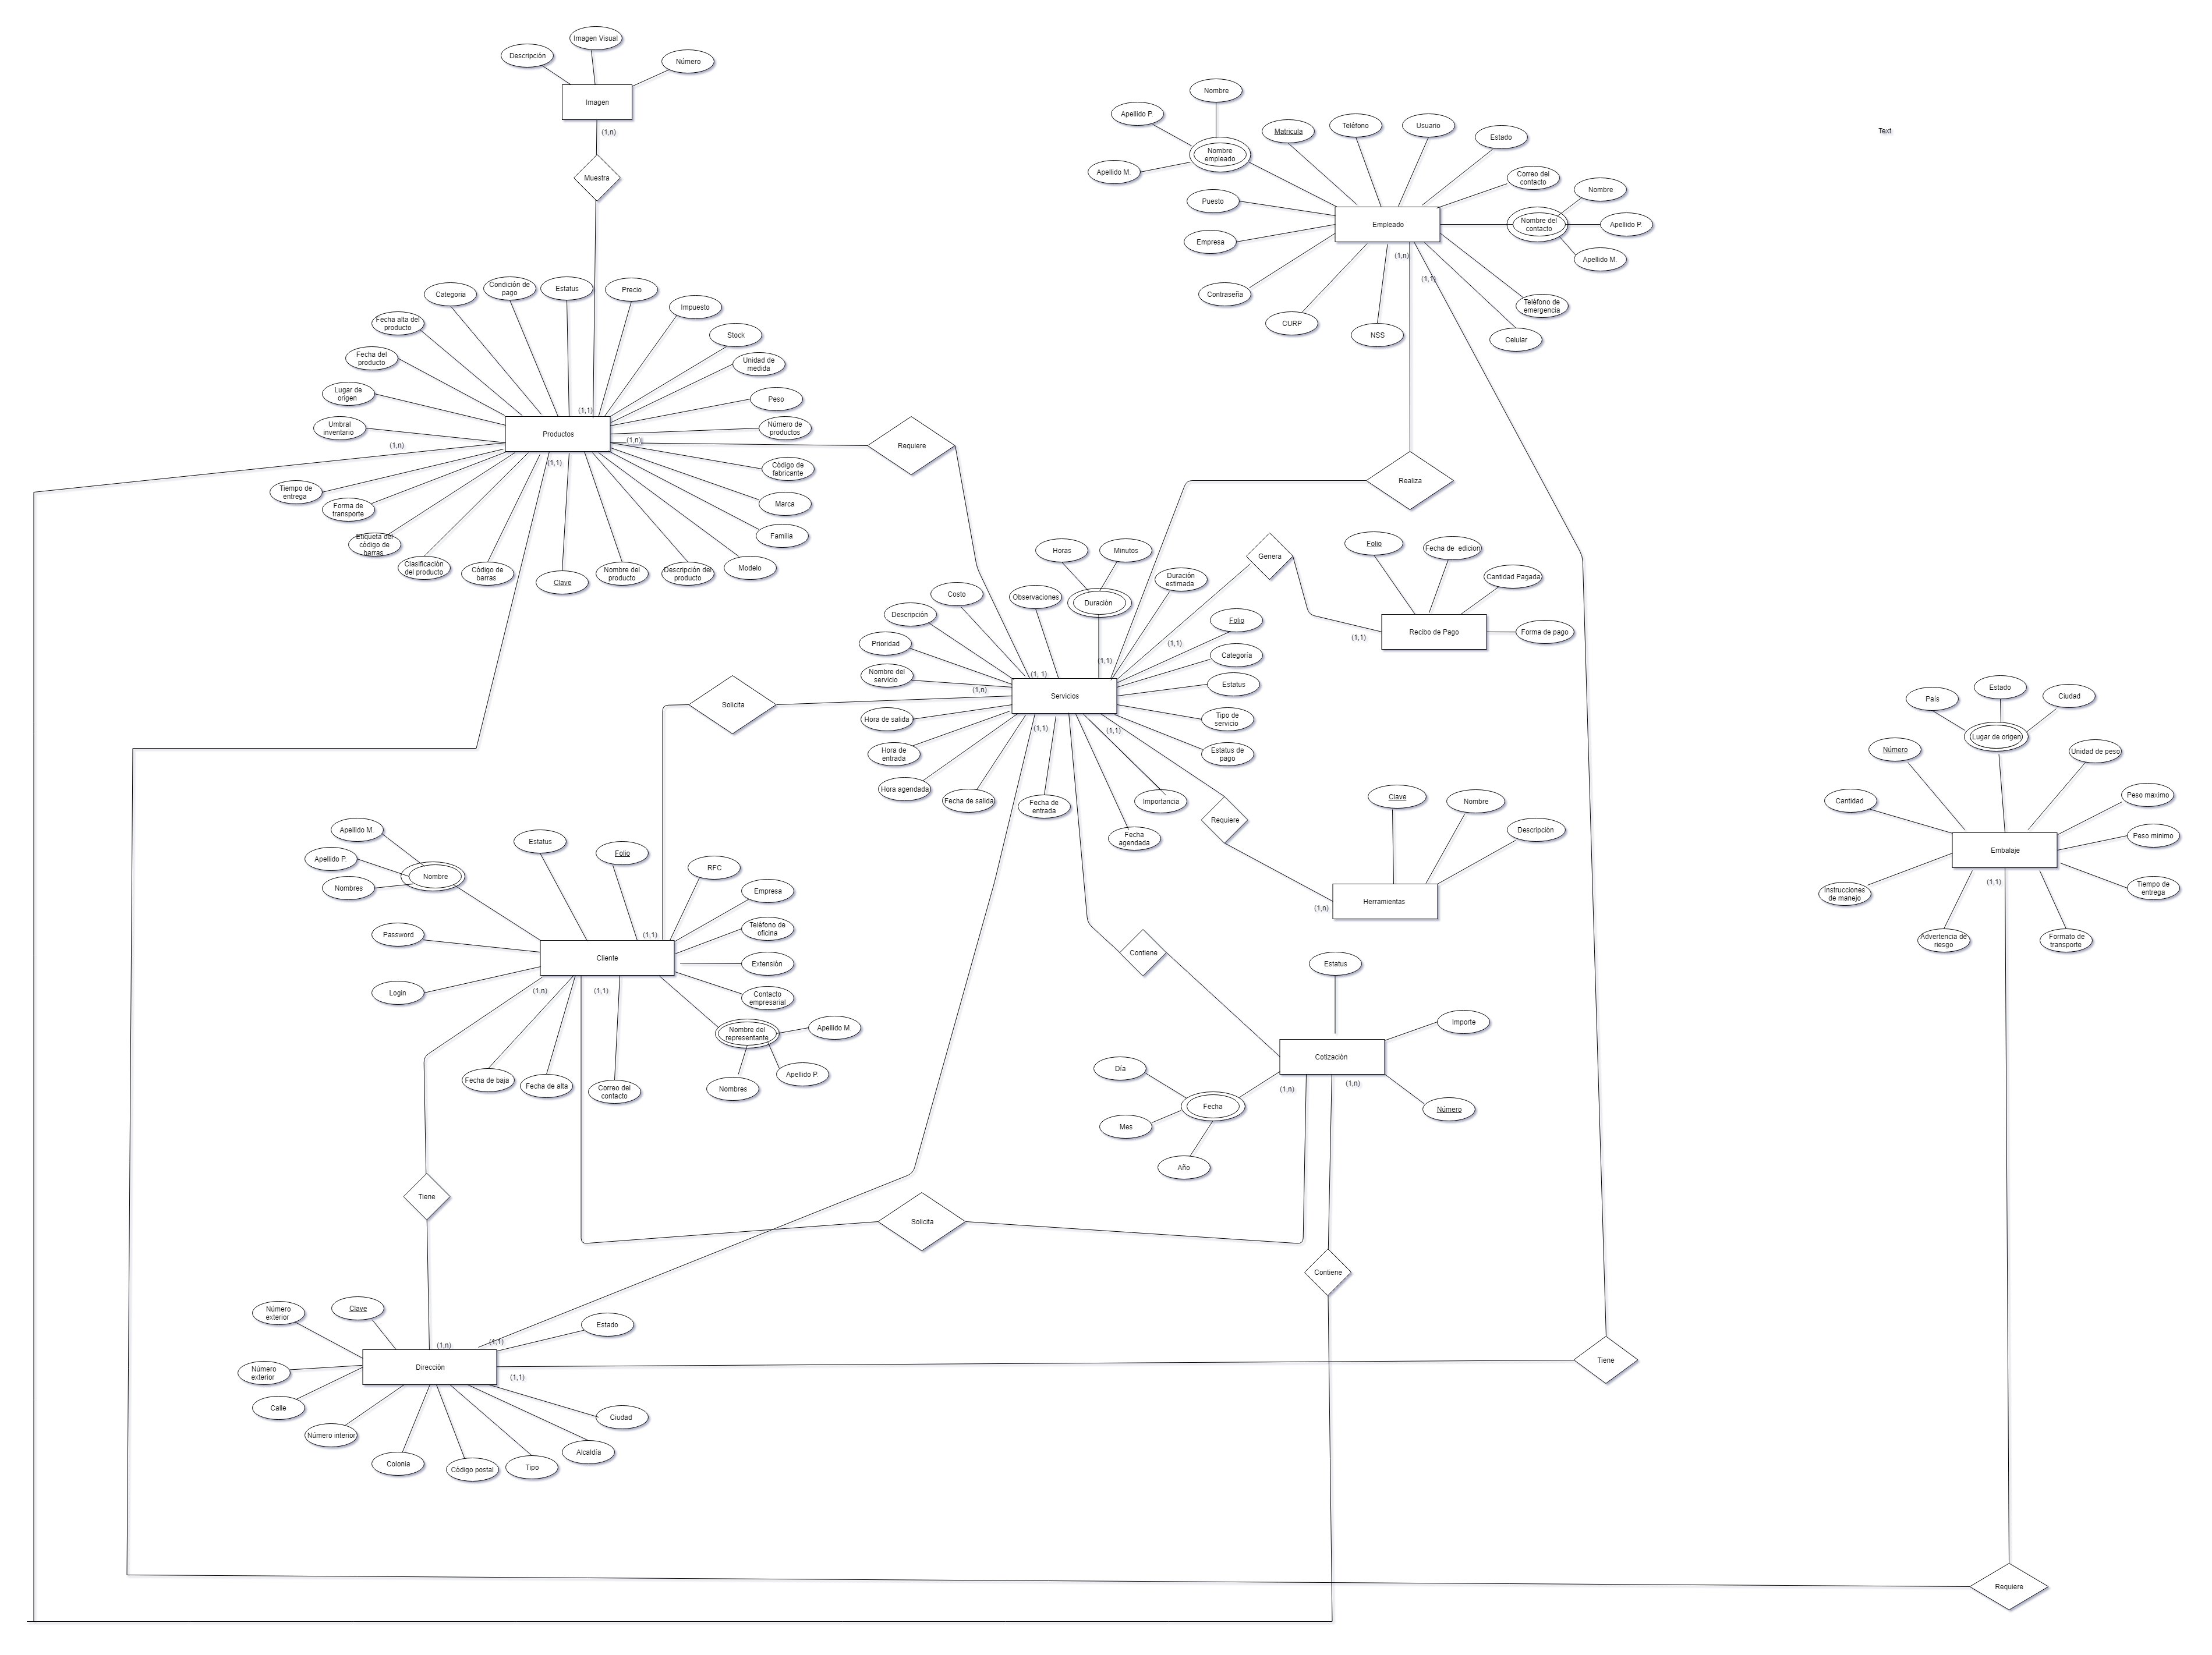 Imagen Visual
Descripción
Número
Imagen
(1,n)
Muestra
Nombre
Apellido P.
Apellido M.
Nombre
empleado
Matricula
Teléfono
Usuario
Estado
Correo del
contacto
Nombre
Nombre del
contacto
Apellido P.
Apellido M.
Puesto
Empresa
Empleado
Contraseña
CURP
NSS
Celular
Teléfono de
emergencia
(1,n)
(1,1)
Text
Categoria
Condición de
pago
Estatus
Precio
Impuesto
Stock
Unidad de
medida
Peso
Número de
productos
Fecha alta del
producto
Fecha del
producto
Lugar de
origen
Umbral
inventario
(1,n)
(1,1)
Productos
(1,n)
(1,1)
Código de
fabricante
Marca
Familia
Modelo
Descripción del
producto
Nombre del
producto
Clave
Código de
barras
Clasificación
del producto
Etiqueta del
código de
barras
Forma de
transporte
Tiempo de
entrega
Requiere
Realiza
Genera
Folio
Fecha de  edicion
Cantidad Pagada
Forma de pago
Recibo de Pago
(1,1)
Horas
Minutos
Duración
Duración
estimada
Observaciones
Costo
Descripción
Prioridad
Nombre del
servicio
(1,1)
Folio
Categoría
Estatus
Tipo de
servicio
Estatus de
pago
(1,1)
(1, 1)
(1,n)
Servicios
(1,1)
(1,1)
Hora de salida
Hora de
entrada
Hora agendada
Fecha de salida
Fecha de
entrada
Fecha
agendada
Importancia
Solicita
Requiere
Clave
Nombre
Descripción
Herramientas
(1,n)
País
Estado
Ciudad
Lugar de origen
Número
Unidad de peso
Cantidad
Peso maximo
Peso minimo
Embalaje
Instrucciones
de manejo
Tiempo de
entrega
(1,1)
Advertencia de
riesgo
Formato de
transporte
Apellido M.
Apellido P.
Nombres
Nombre
Estatus
Folio
RFC
Empresa
Teléfono de
oficina
Extensión
Contacto
empresarial
Password
Login
(1,1)
Cliente
(1,n)
(1,1)
Nombre del
representante
Apellido M.
Apellido P.
Nombres
Fecha de baja
Fecha de alta
Correo del
contacto
Contiene
Estatus
Importe
Cotización
Día
Mes
Año
Fecha
(1,n)
(1,n)
Número
Tiene
Solicita
Contiene
Número
exterior
Clave
Estado
(1,n)
(1,1)
Dirección
(1,1)
Tiene
Número
exterior
Calle
Número interior
Colonia
Código postal
Tipo
Alcaldía
Ciudad
Requiere